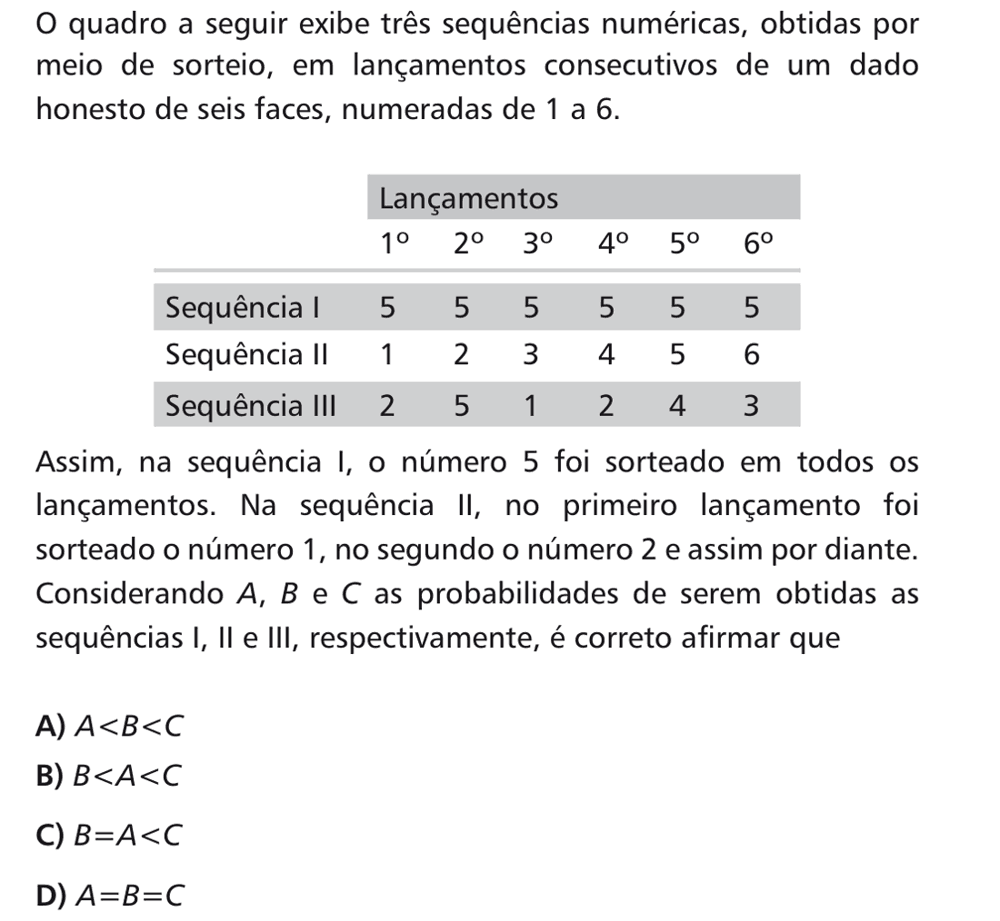 O quadro a seguir exibe três sequências numéricas, obtidas por
meio de sorteio, em lançamentos consecutivos de um dado
honesto de seis faces, numeradas de 1 a 6.
Lançamentos
1º 2º 3º 4º 5º 6º
Sequência I 5 5 5 5 5 5
Sequência II 1 2 3 4 5 6
Sequência III 2 5 1 2 4 3
Assim, na sequência I, o número 5 foi sorteado em todos os
lançamentos. Na sequência II, no primeiro lançamento foi
sorteado o número 1, no segundo o número 2 e assim por diante.
Considerando A, B e C as probabilidades de serem obtidas as
sequências I, II e III, respectivamente, é correto afirmar que
A) A<B<C
B) B<A<C
C) B=A<C
D) A=B=C